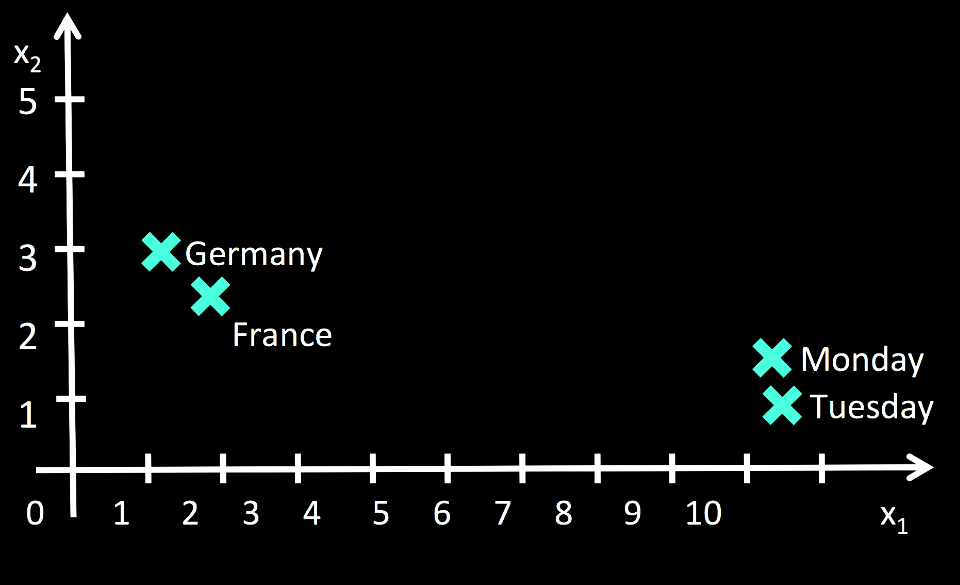 x₂
5
4
3
Germany
2
France
Monday
1
Tuesday
0 1 2 3 4 5 6 7 8 9 10 x₁